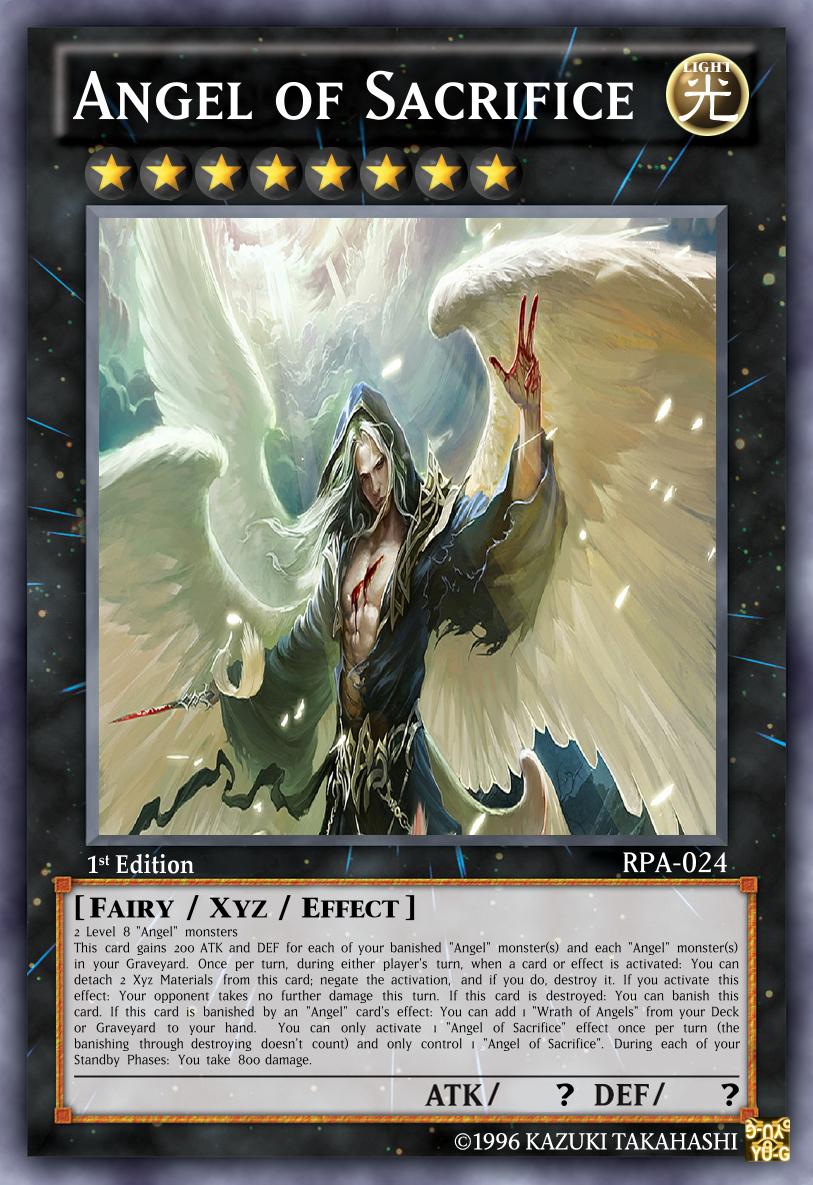 Angel of Sacrifice
LIGHT
光
1st Edition
RPA-024
[ Fairy / Xyz / Effect ]
2 Level 8 "Angel" monsters
This card gains 200 ATK and DEF for each of your banished "Angel" monster(s) and each "Angel" monster(s)
in your Graveyard. Once per turn, during either player's turn, when a card or effect is activated: You can
detach 2 Xyz Materials from this card; negate the activation, and if you do, destroy it. If you activate this
effect: Your opponent takes no further damage this turn. If this card is destroyed: You can banish this
card. If this card is banished by an "Angel" card's effect: You can add 1 "Wrath of Angels" from your Deck
or Graveyard to your hand. You can only activate 1 "Angel of Sacrifice" effect once per turn (the
banishing through destroying doesn't count) and only control 1 "Angel of Sacrifice". During each of your
Standby Phases: You take 800 damage.
ATK/ ? DEF/ ?
©1996 KAZUKI TAKAHASHI